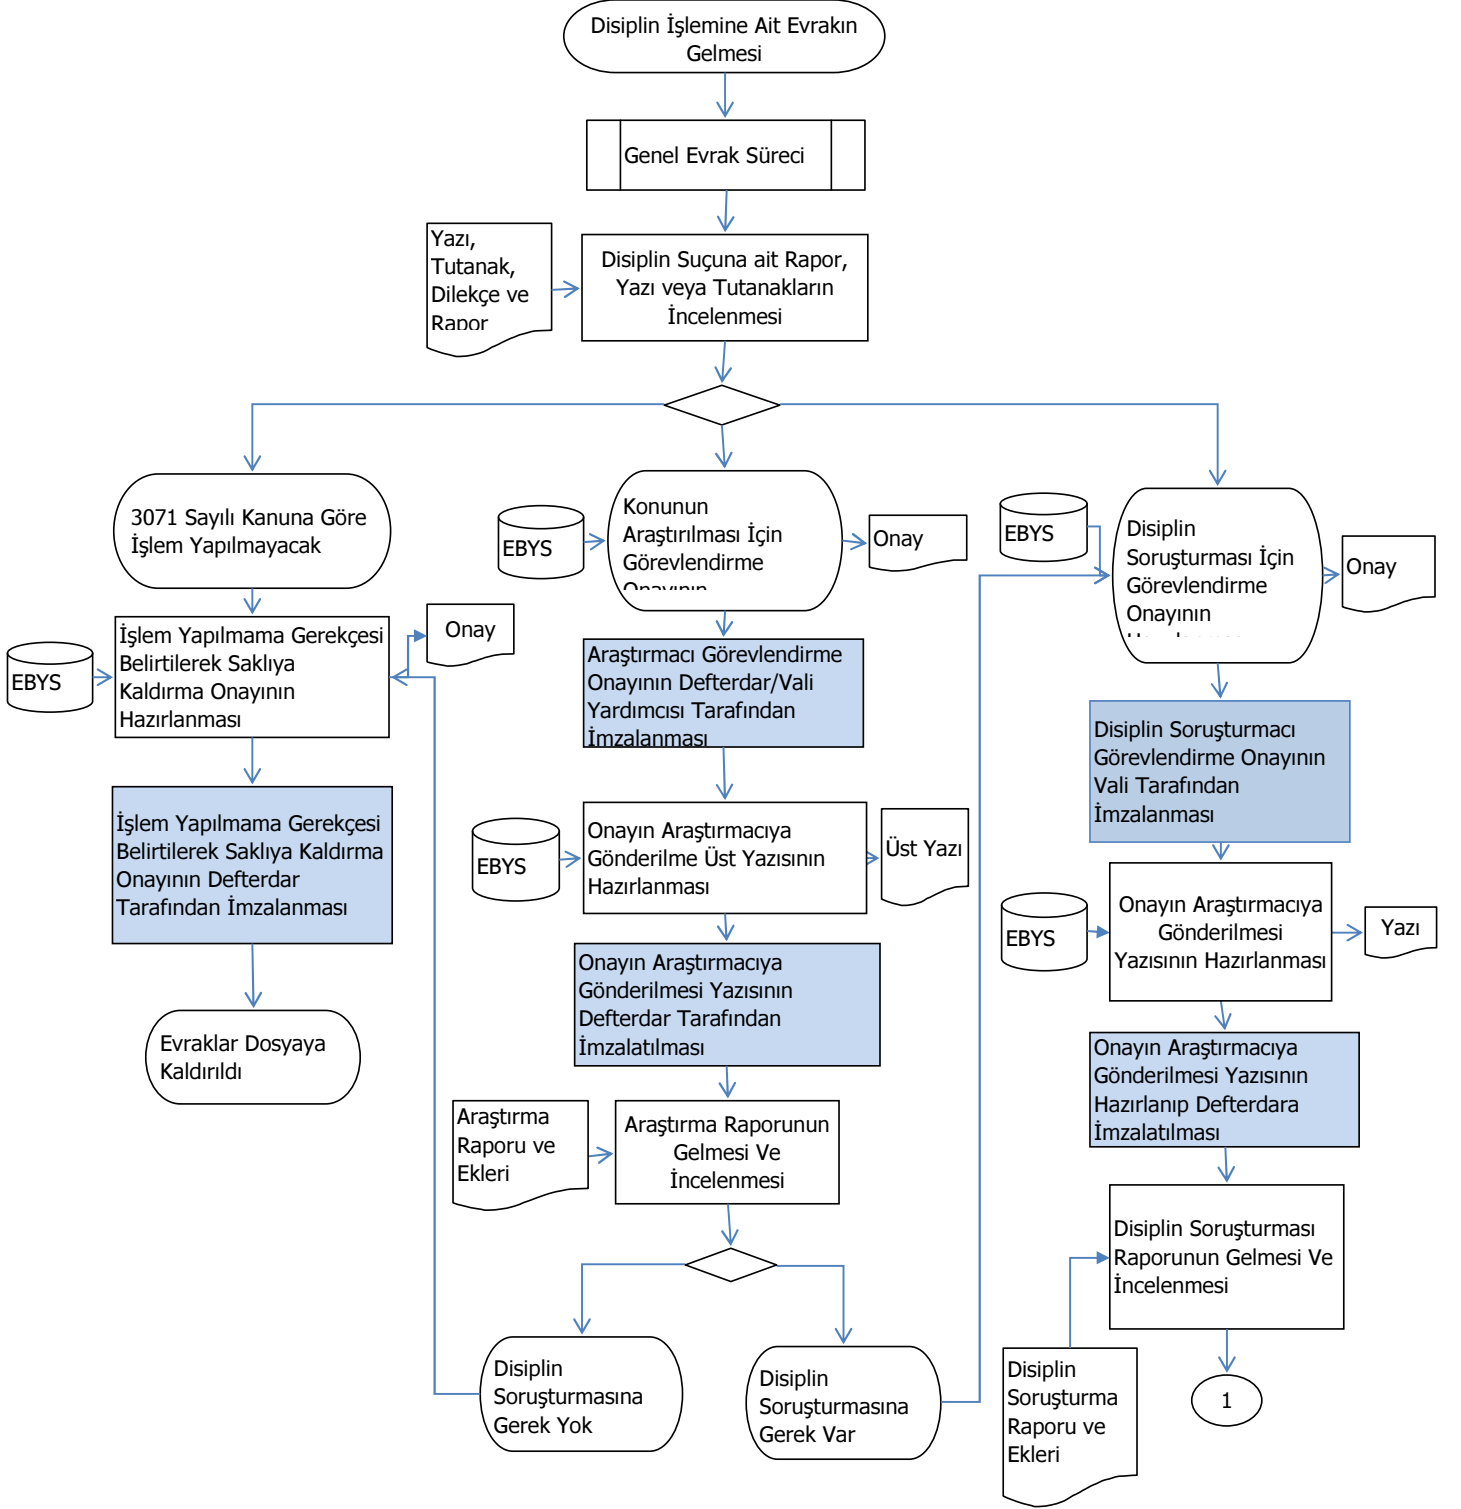 Disiplin İşlemine Ait Evrakın
Gelmesi
Genel Evrak Süreci
Yazı,
Tutanak,
Dilekçe ve
Rapor
Disiplin Suçuna ait Rapor,
Yazı veya Tutanakların
İncelenmesi
3071 Sayılı Kanuna Göre
İşlem Yapılmayacak
EBYS
İşlem Yapılmama Gerekçesi
Belirtilerek Saklıya
Kaldırma Onayının
Hazırlanması
Onay
İşlem Yapılmama Gerekçesi
Belirtilerek Saklıya Kaldırma
Onayının Defterdar
Tarafından İmzalanması
Evraklar Dosyaya
Kaldırıldı
EBYS
Konunun
Araştırılması İçin
Görevlendirme
Onayının
Onay
Araştırmacı Görevlendirme
Onayının Defterdar/Vali
Yardımcısı Tarafından
İmzalanması
EBYS
Onayın Araştırmacıya
Gönderilme Üst Yazısının
Hazırlanması
Üst Yazı
Onayın Araştırmacıya
Gönderilmesi Yazısının
Defterdar Tarafından
İmzalatılması
Araştırma
Raporu ve
Ekleri
Araştırma Raporunun
Gelmesi Ve
İncelenmesi
Disiplin
Soruşturmasına
Gerek Yok
Disiplin
Soruşturmasına
Gerek Var
EBYS
Disiplin
Soruşturması İçin
Görevlendirme
Onayının
Onay
Disiplin Soruşturmacı
Görevlendirme Onayının
Vali Tarafından
İmzalanması
EBYS
Onayın Araştırmacıya
Gönderilmesi
Yazısının Hazırlanması
Yazı
Onayın Araştırmacıya
Gönderilmesi Yazısının
Hazırlanıp Defterdara
İmzalatılması
Disiplin Soruşturması
Raporunun Gelmesi Ve
İncelenmesi
Disiplin
Soruşturma
Raporu ve
Ekleri
1